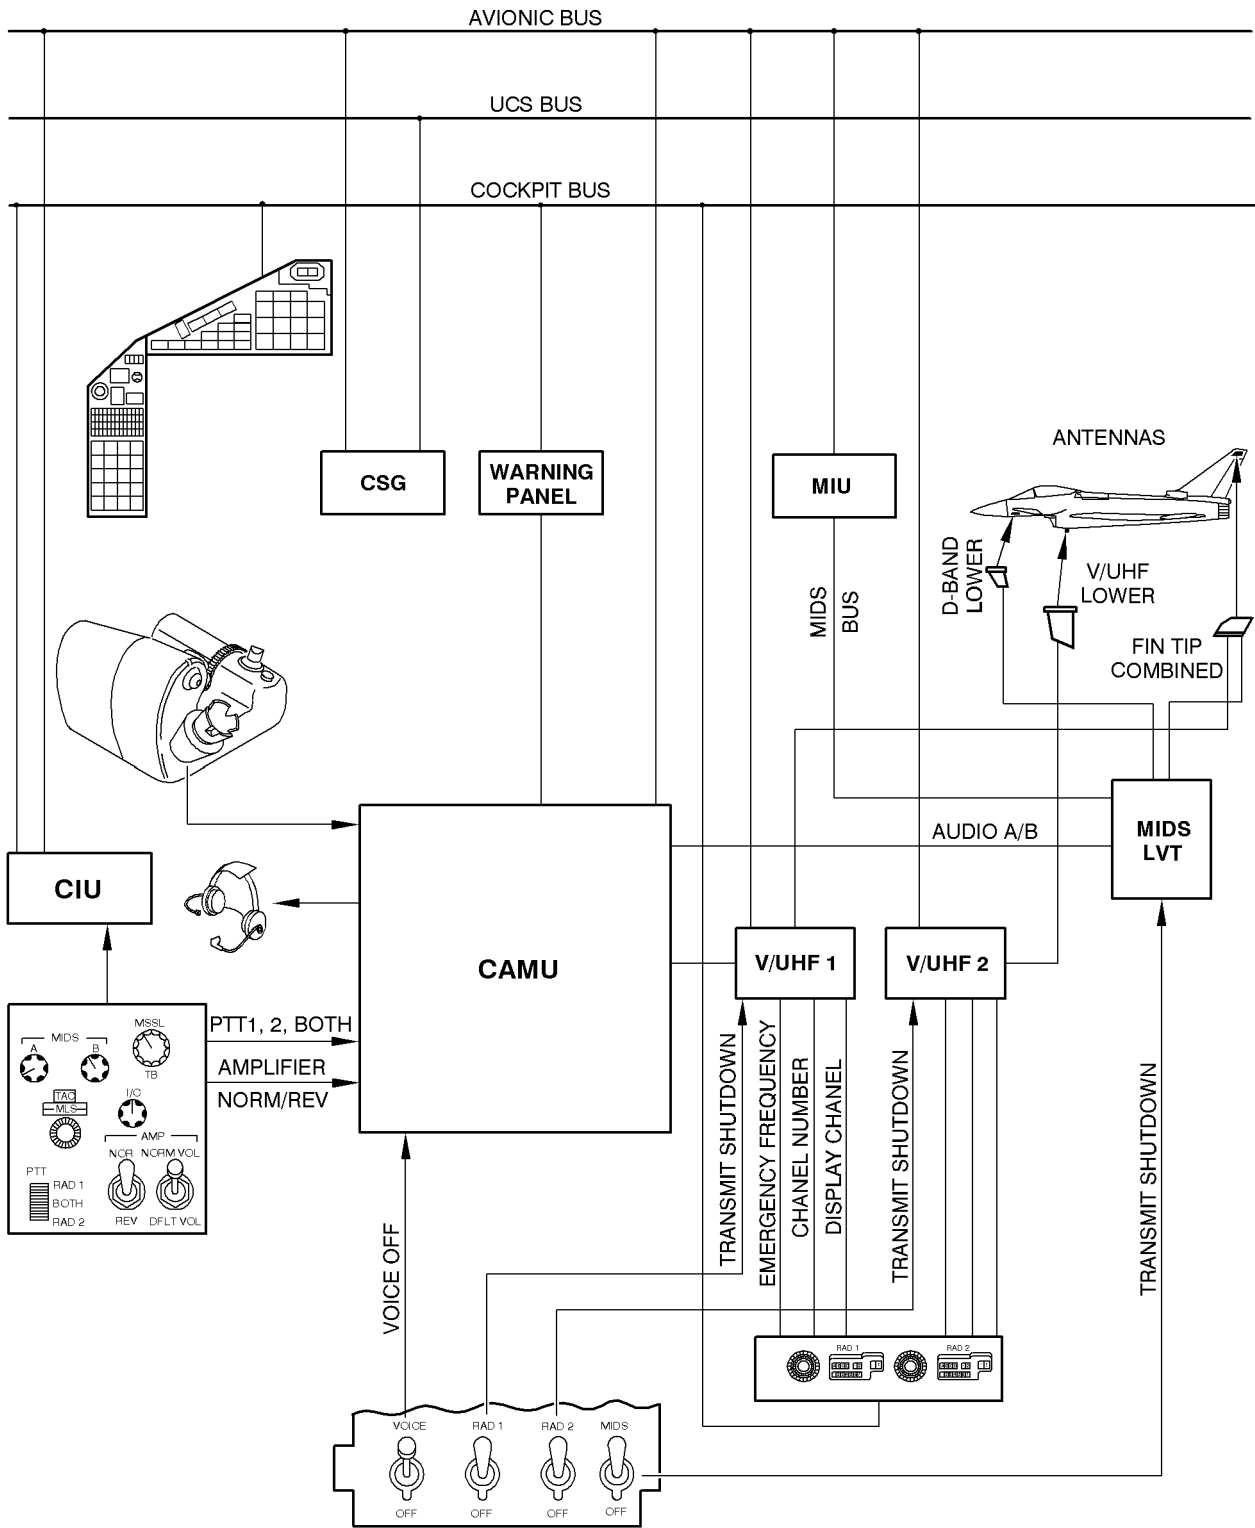 AVIONIC BUS
UCS BUS
COCKPIT BUS
ANTENNAS
CSG
WARNING
PANEL
MIU
D-BAND
LOWER
V/UHF
LOWER
MIDS
BUS
FIN TIP
COMBINED
MIDS
LVT
AUDIO A/B
CIU
CAMU
V/UHF 1
V/UHF 2
PTT1, 2, BOTH
AMPLIFIER
NORM/REV
MSSL
TB
MIDS
A
B
TAC
MLS
I/C
AMP
NOR
NORM VOL
REV
DFLT VOL
PTT
RAD 1
BOTH
RAD 2
VOICE OFF
TRANSMIT SHUTDOWN
EMERGENCY FREQUENCY
CHANEL NUMBER
DISPLAY CHANEL
TRANSMIT SHUTDOWN
TRANSMIT SHUTDOWN
RAD 1
RAD 2
VOICE
RAD 1
RAD 2
MIDS
OFF
OFF
OFF
OFF